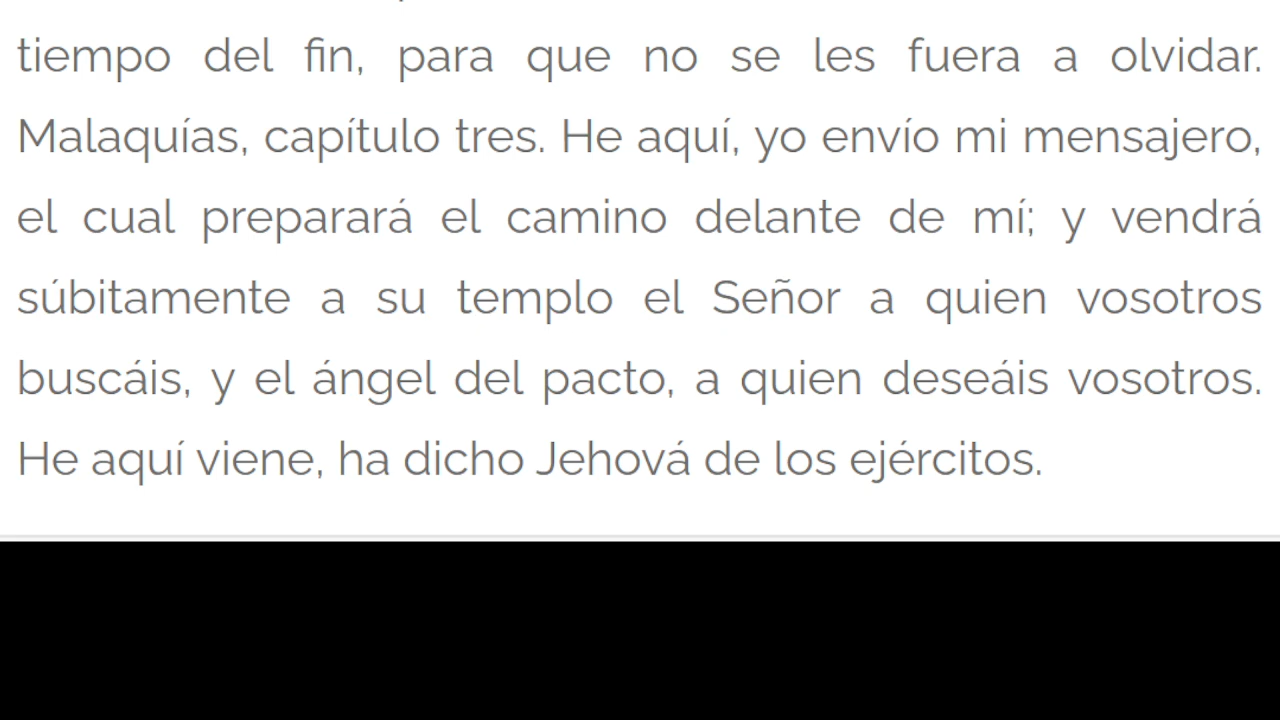 tiempo del fin, para que no se les fuera a olvidar.
Malaquías, capítulo tres. He aquí, yo envío mi mensajero,
el cual preparará el camino delante de mí; y vendrá
súbitamente a su templo el Señor a quien vosotros
buscáis, y el ángel del pacto, a quien deseáis vosotros.
He aquí viene, ha dicho Jehová de los ejércitos.